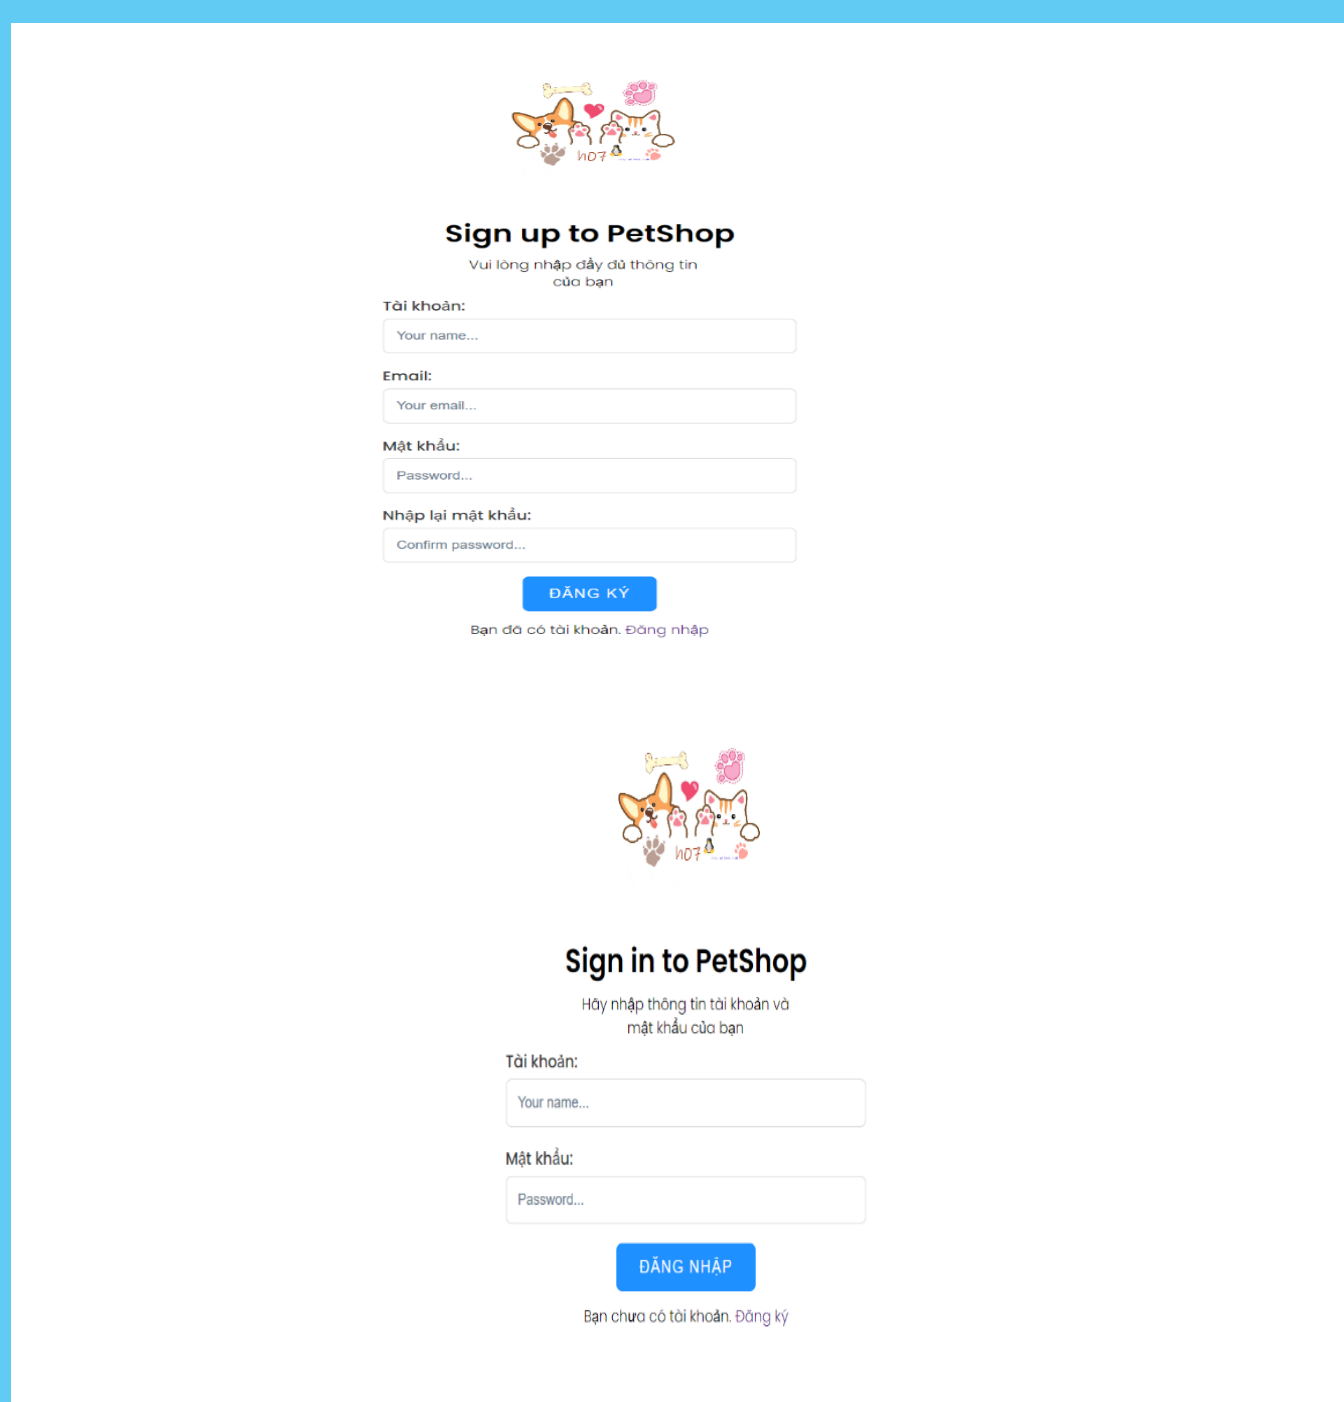 h07
Sign up to PetShop
Vui lòng nhập đầy đủ thông tin
của bạn
Tài khoản:
Your name...
Email:
Your email...
Mật khẩu:
Password...
Nhập lại mật khẩu:
Confirm password...
ĐĂNG KÝ
Bạn đã có tài khoản. Đăng nhập
h07
Sign in to PetShop
Hãy nhập thông tin tài khoản và
mật khẩu của bạn
Tài khoản:
Your name...
Mật khẩu:
Password...
ĐĂNG NHẬP
Bạn chưa có tài khoản. Đăng ký